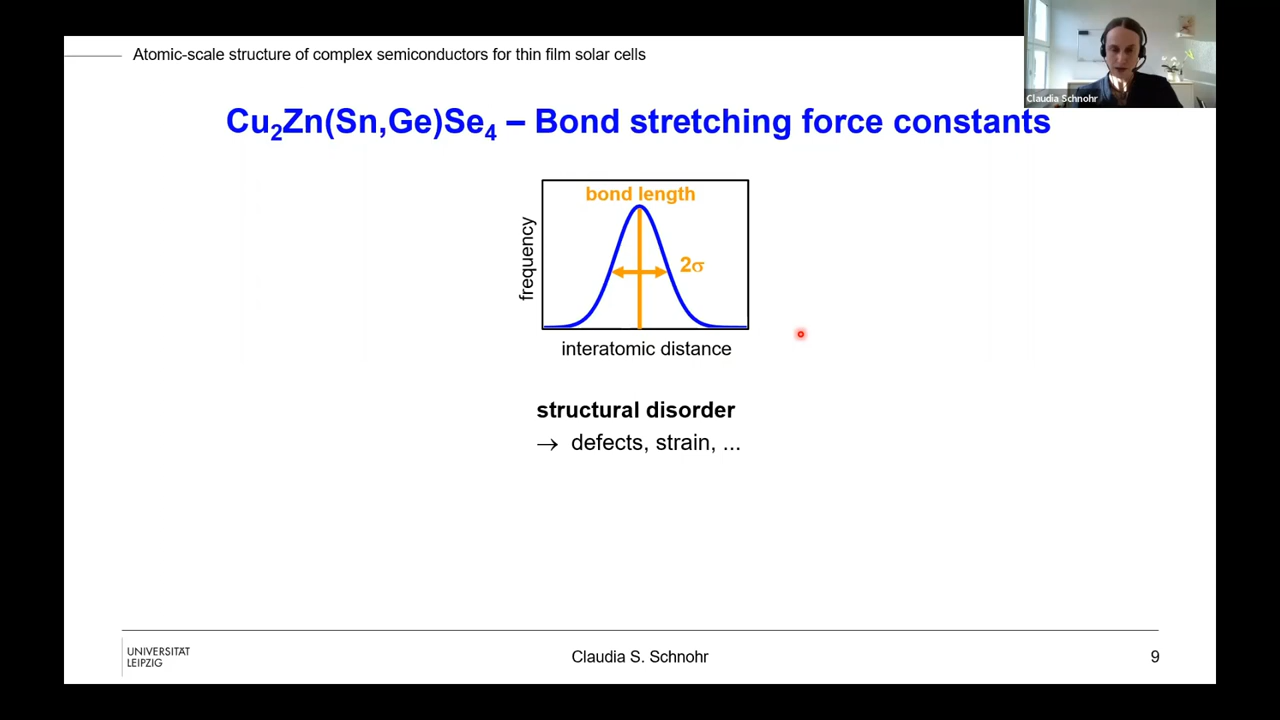 Atomic-scale structure of complex semiconductors for thin film solar cells
Claudia Schnohr
Cu₂Zn(Sn,Ge)Se₄ – Bond stretching force constants
bond length
frequency
2σ
interatomic distance
structural disorder
→ defects, strain, ...
UNIVERSITÄT
LEIPZIG
Claudia S. Schnohr
9